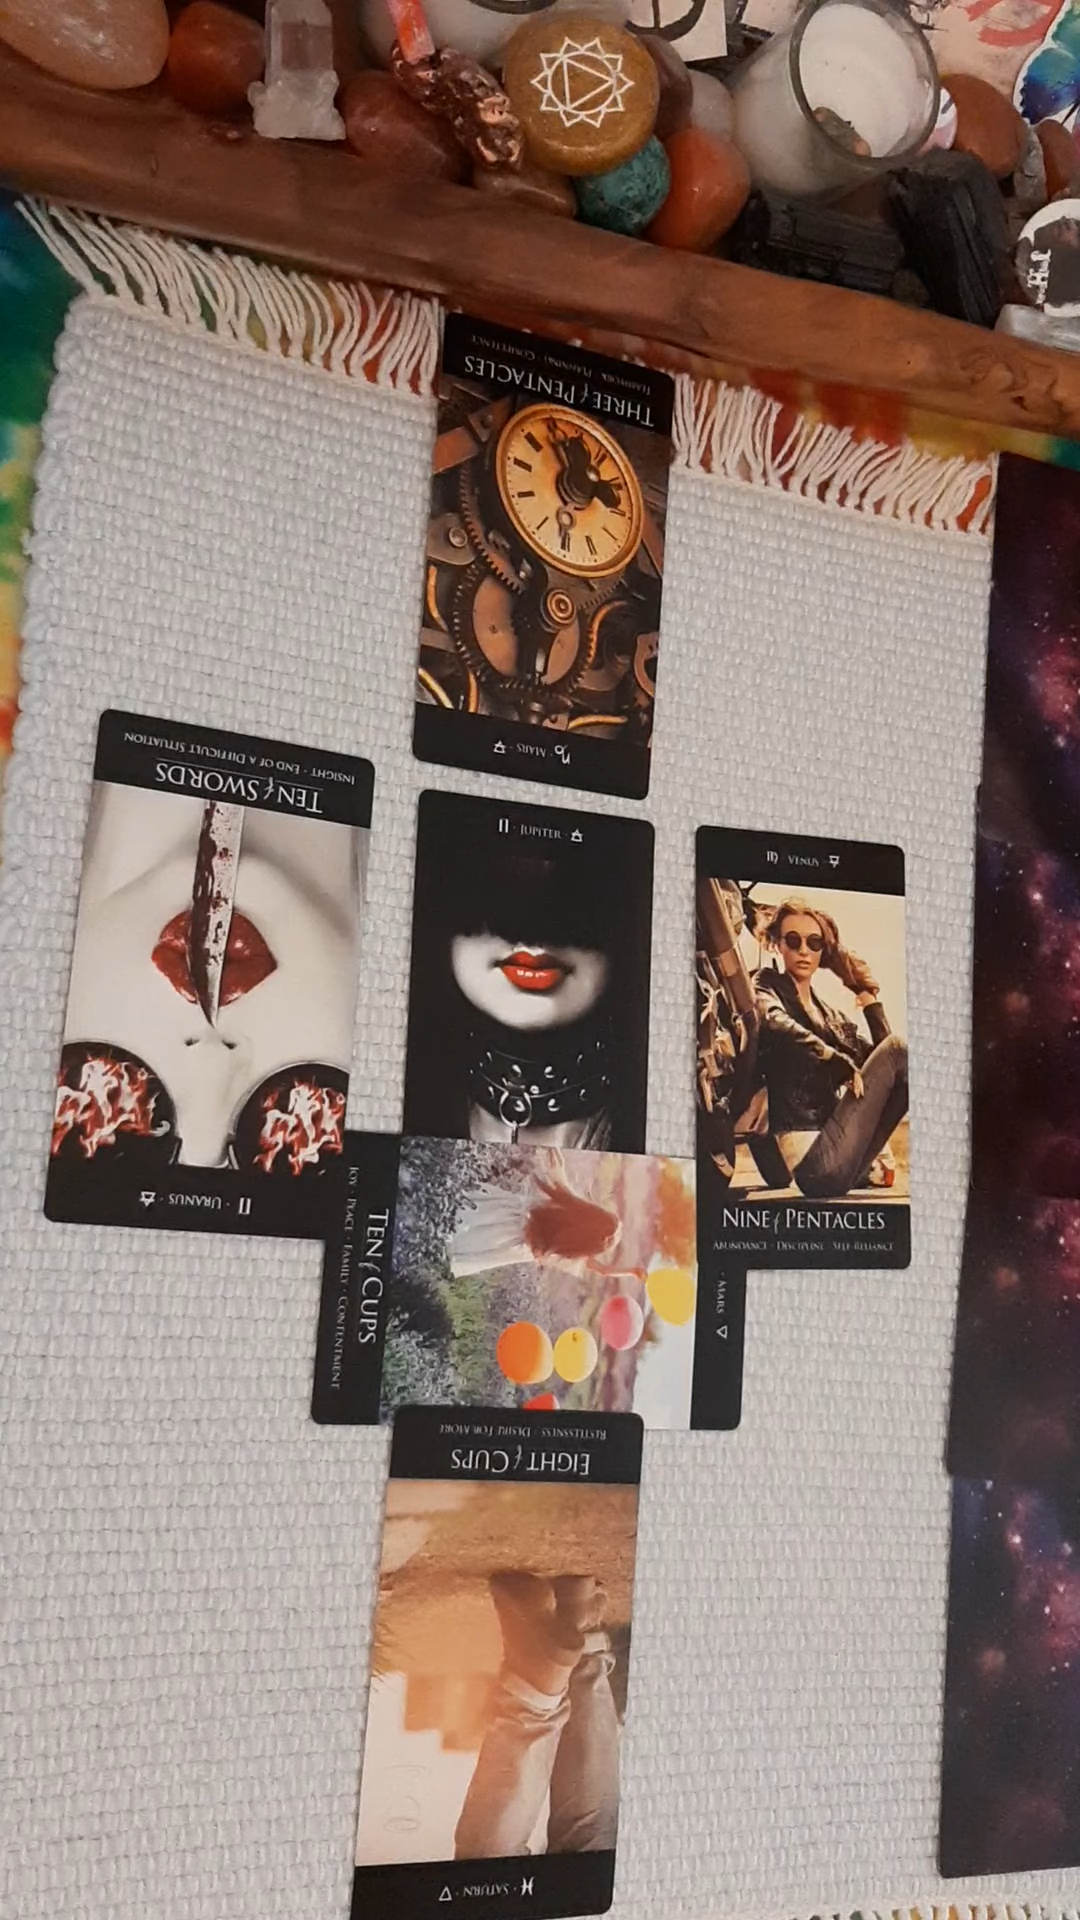 THREE of PENTACLES
TEAMWORK · PLANNING · COMPETENCE
♑ · MARS ·
TEN of SWORDS
INSIGHT · END OF A DIFFICULT SITUATION
♊ · URANUS ·
♊ · JUPITER ·
♍ · VENUS ·
NINE of PENTACLES
ABUNDANCE · DISCIPLINE · SELF-RELIANCE
TEN of CUPS
JOY · PEACE · FAMILY · CONTENTMENT
· MARS ·
EIGHT of CUPS
RESTLESSNESS · DESIRE FOR MORE
♓ · SATURN ·